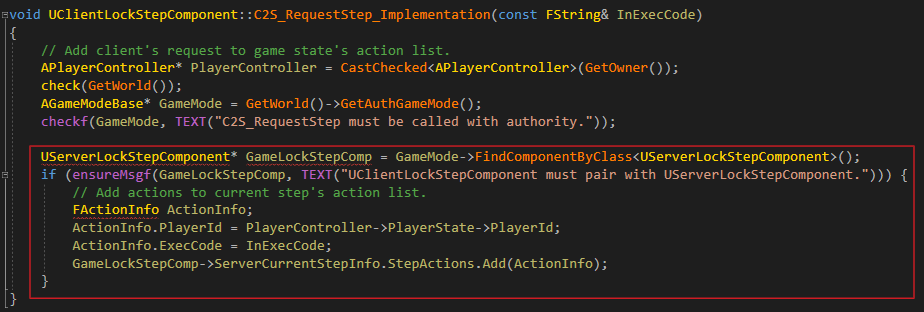 void UClientLockStepComponent::C2S_RequestStep_Implementation(const FString& InExecCode)
{
// Add client's request to game state's action list.
APlayerController* PlayerController = CastChecked<APlayerController>(GetOwner());
check(GetWorld());
AGameModeBase* GameMode = GetWorld()->GetAuthGameMode();
checkf(GameMode, TEXT("C2S_RequestStep must be called with authority."));

UServerLockStepComponent* GameLockStepComp = GameMode->FindComponentByClass<UServerLockStepComponent>();
if (ensureMsgf(GameLockStepComp, TEXT("UClientLockStepComponent must pair with UServerLockStepComponent."))) {
// Add actions to current step's action list.
FActionInfo ActionInfo;
ActionInfo.PlayerId = PlayerController->PlayerState->PlayerId;
ActionInfo.ExecCode = InExecCode;
GameLockStepComp->ServerCurrentStepInfo.StepActions.Add(ActionInfo);
}
}